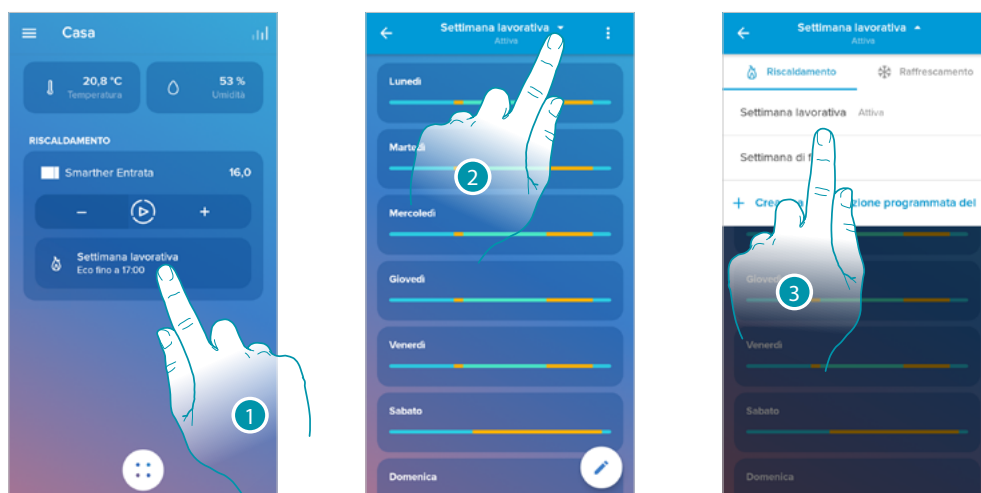 Casa
20,8 °C
Temperatura
53 %
Umidità
RISCALDAMENTO
Smarther Entrata
16,0
–
+
Settimana lavorativa
Eco fino a 17:00
1
Settimana lavorativa
Attiva
Lunedì
Martedì
Mercoledì
Giovedì
Venerdì
Sabato
Domenica
2
Settimana lavorativa
Attiva
Riscaldamento
Raffrescamento
Settimana lavorativa Attiva
Settimana di
+ programmata del
Giovedì
Venerdì
Sabato
Domenica
3